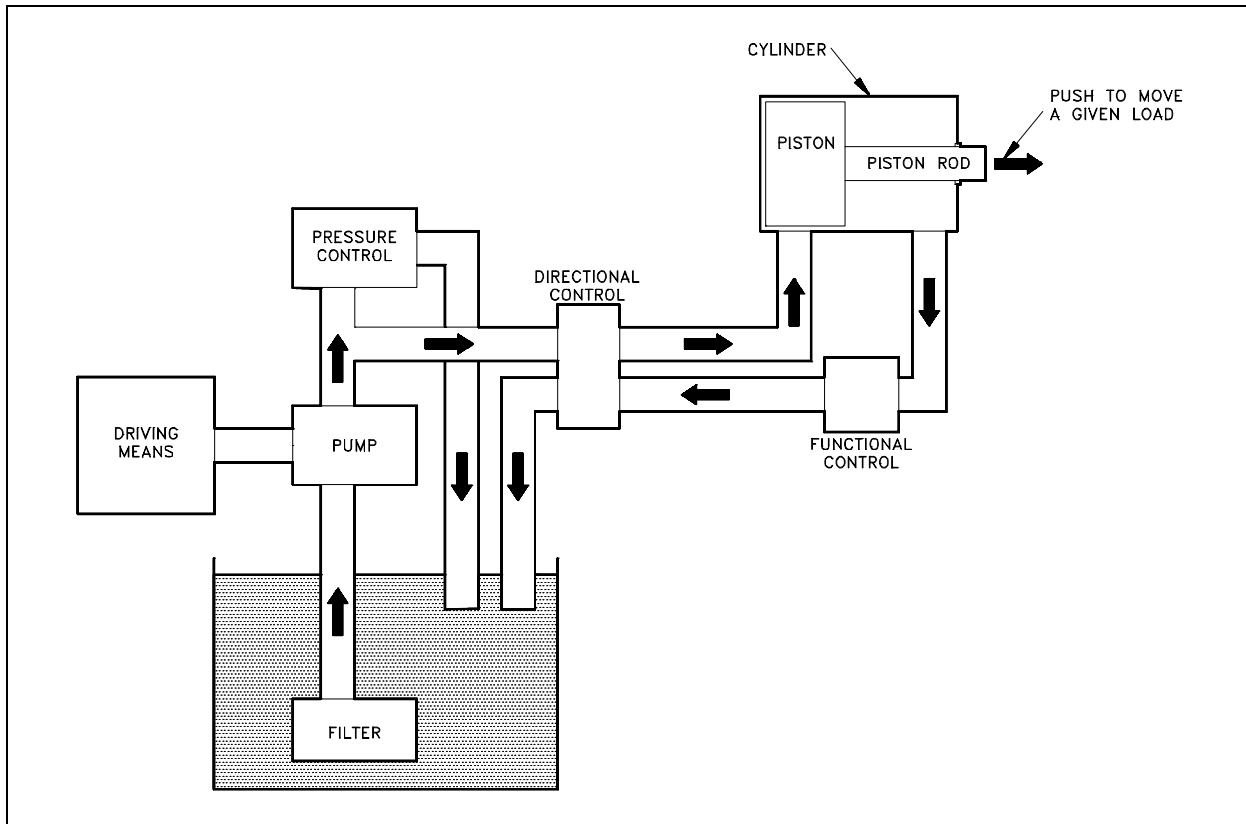 CYLINDER
PUSH TO MOVE
A GIVEN LOAD
PISTON
PISTON ROD
PRESSURE
CONTROL
DIRECTIONAL
CONTROL
DRIVING
MEANS
PUMP
FUNCTIONAL
CONTROL
FILTER